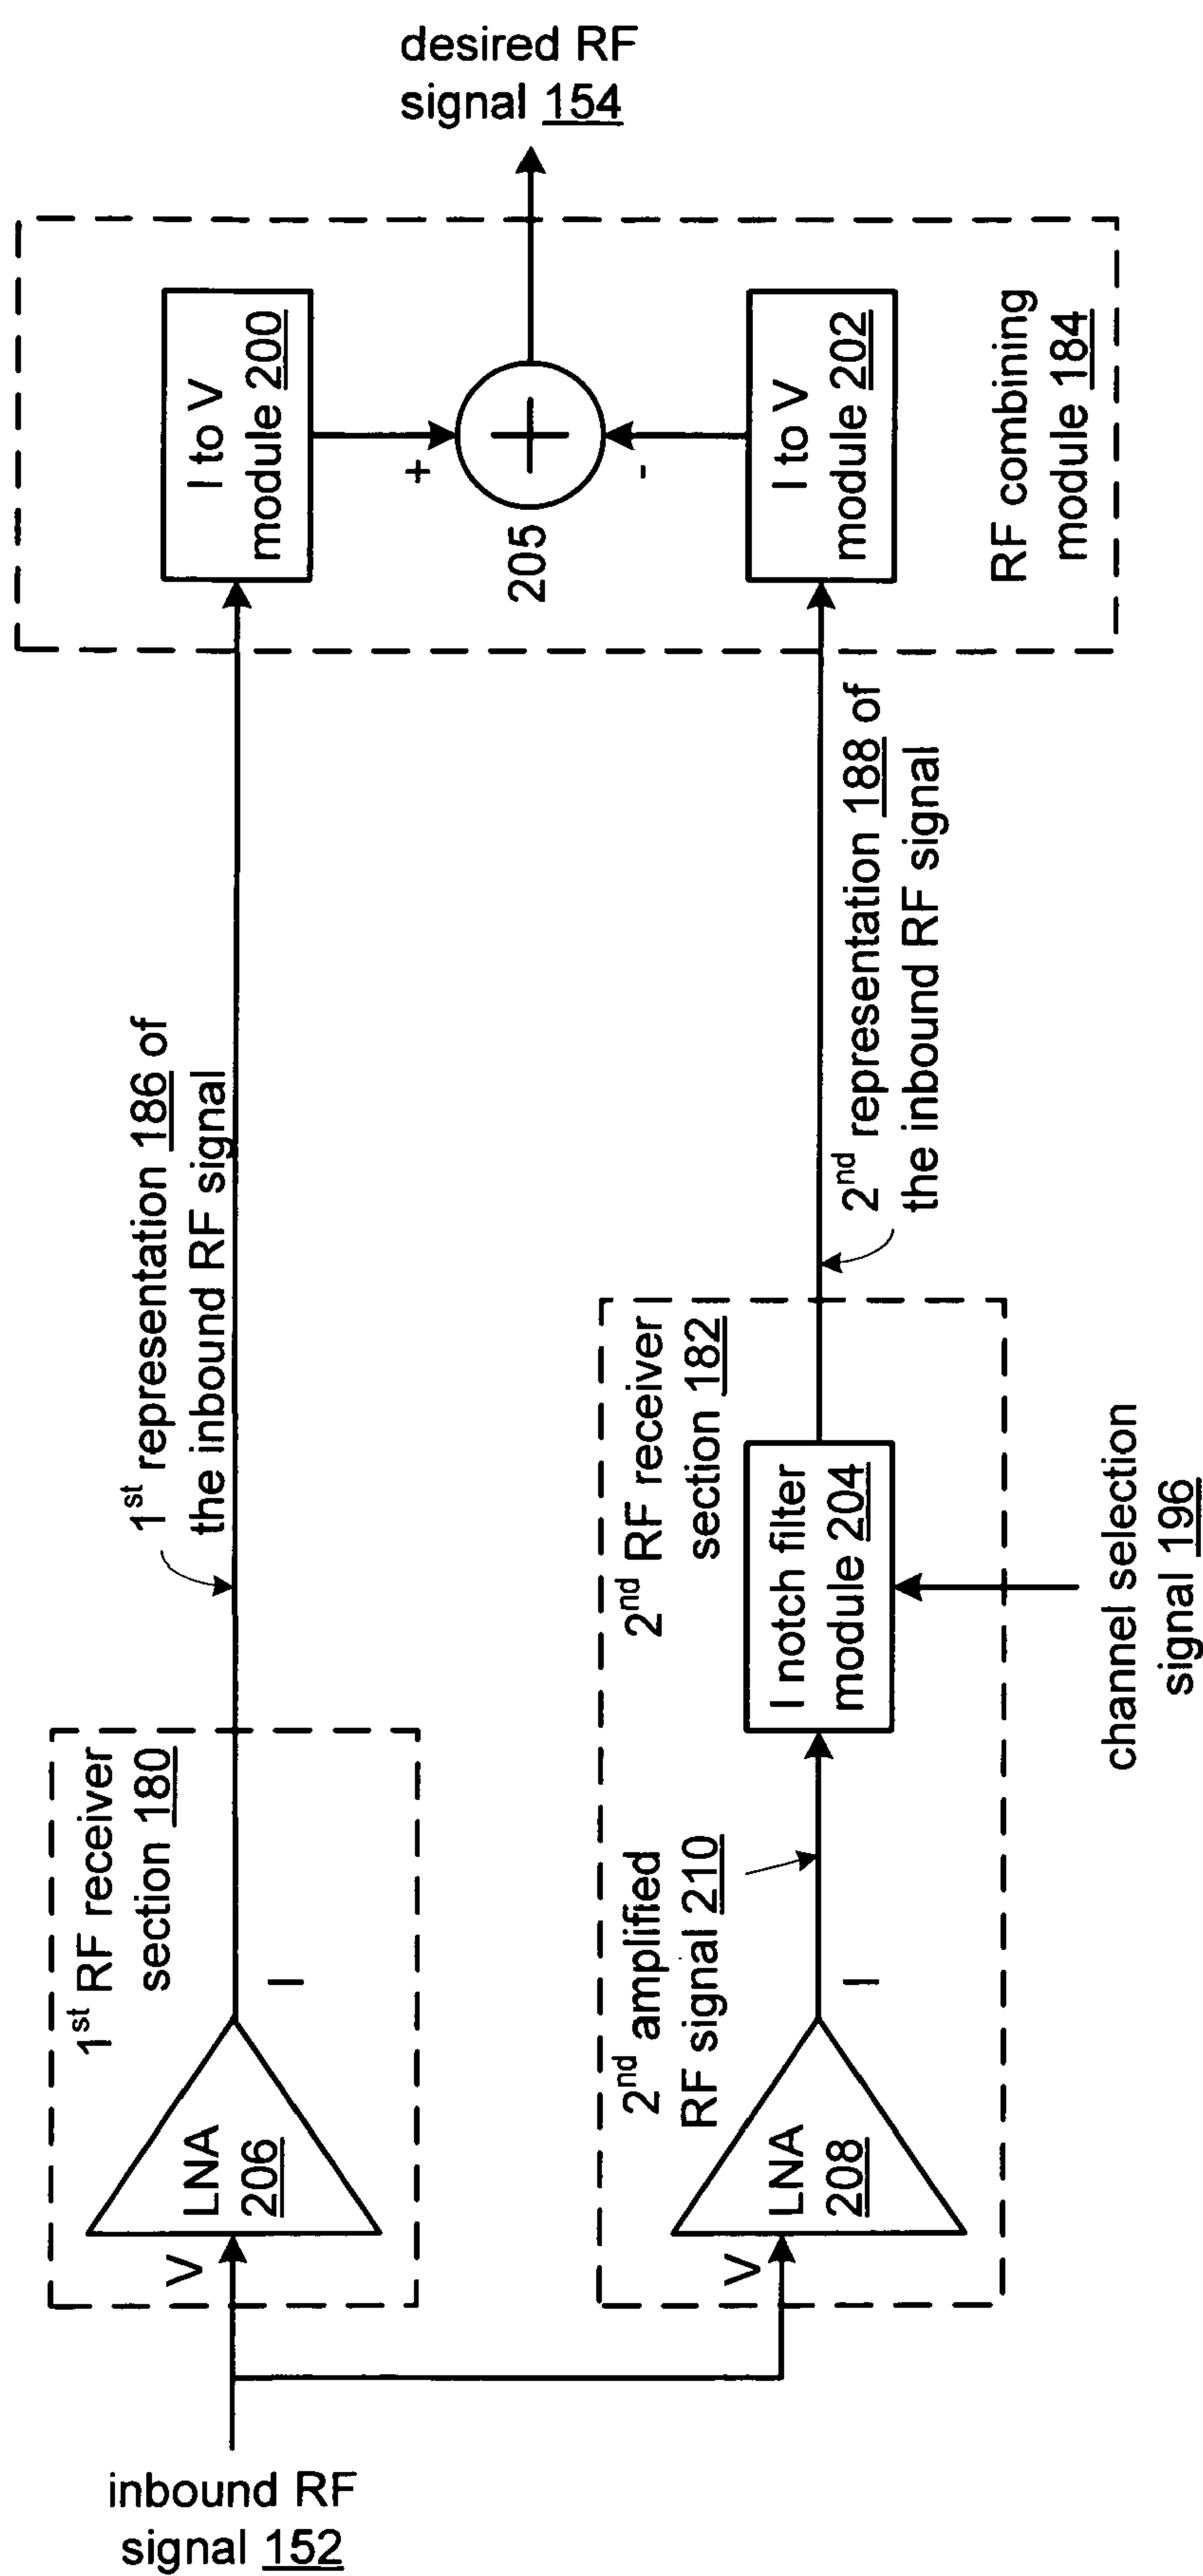 inbound RF
signal 152
V
LNA
206
I
1st RF receiver
section 180
1st representation 186 of
the inbound RF signal
I to V
module 200
+
205
-
desired RF
signal 154
V
LNA
208
I
2nd amplified
RF signal 210
2nd RF receiver
section 182
I notch filter
module 204
channel selection
signal 196
2nd representation 188 of
the inbound RF signal
I to V
module 202
RF combining
module 184